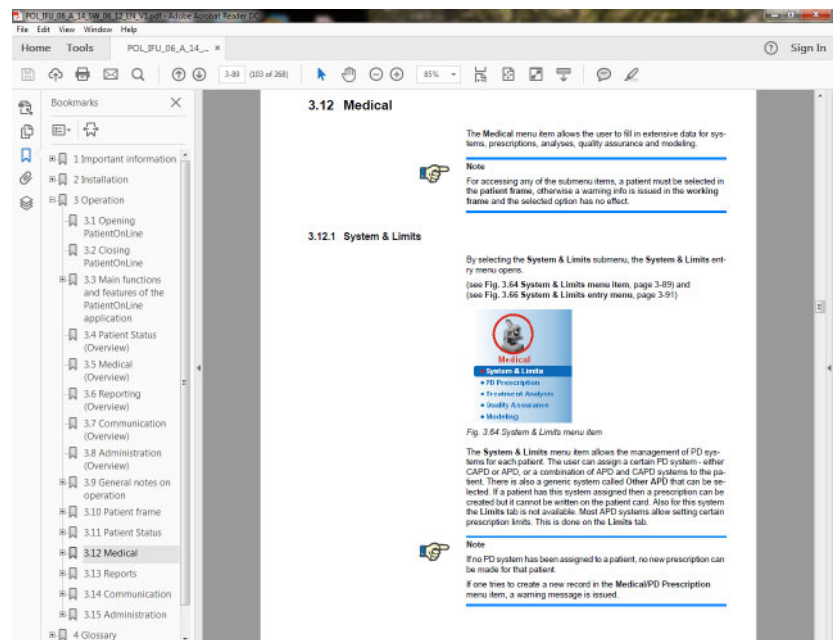 POL_IFU_06_A_14_SW_06_12_EN_V1.pdf - Adobe Acrobat Reader DC
File Edit View Window Help
Home Tools POL_IFU_06_A_14_... × Sign In
3-89 (103 of 268) 85%
Bookmarks
1 Important information
2 Installation
3 Operation
3.1 Opening
PatientOnLine
3.2 Closing
PatientOnLine
3.3 Main functions
and features of the
PatientOnLine
application
3.4 Patient Status
(Overview)
3.5 Medical
(Overview)
3.6 Reporting
(Overview)
3.7 Communication
(Overview)
3.8 Administration
(Overview)
3.9 General notes on
operation
3.10 Patient frame
3.11 Patient Status
3.12 Medical
3.13 Reports
3.14 Communication
3.15 Administration
4 Glossary
3.12 Medical
The Medical menu item allows the user to fill in extensive data for sys-
tems, prescriptions, analyses, quality assurance and modeling.
Note
For accessing any of the submenu items, a patient must be selected in
the patient frame, otherwise a warning info is issued in the working
frame and the selected option has no effect.
3.12.1 System & Limits
By selecting the System & Limits submenu, the System & Limits ent-
ry menu opens.
(see Fig. 3.64 System & Limits menu item, page 3-89) and
(see Fig. 3.66 System & Limits entry menu, page 3-91)
Medical
System & Limits
PD Prescription
Treatment Analysis
Quality Assurance
Modeling
Fig. 3.64 System & Limits menu item
The System & Limits menu item allows the management of PD sys-
tems for each patient. The user can assign a certain PD system - either
CAPD or APD, or a combination of APD and CAPD systems to the pa-
tient. There is also a generic system called Other APD that can be se-
lected. If a patient has this system assigned then a prescription can be
created but it cannot be written on the patient card. Also for this system
the Limits tab is not available. Most APD systems allow setting certain
prescription limits. This is done on the Limits tab.
Note
If no PD system has been assigned to a patient, no new prescription can
be made for that patient.
If one tries to create a new record in the Medical/PD Prescription
menu item, a warning message is issued.